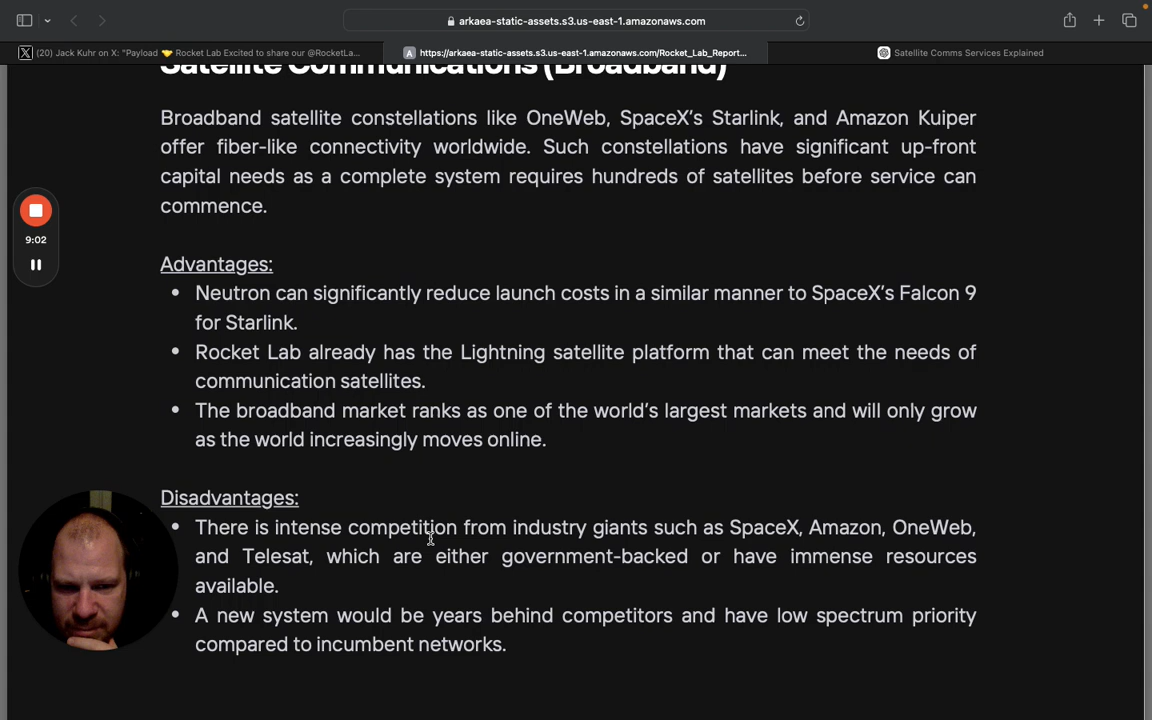 arkaea-static-assets.s3.us-east-1.amazonaws.com
(20) Jack Kuhr on X: "Payload 🤝 Rocket Lab Excited to share our @RocketLa...
A https://arkaea-static-assets.s3.us-east-1.amazonaws.com/Rocket_Lab_Report...
Satellite Comms Services Explained
Satellite Communications (Broadband)
Broadband satellite constellations like OneWeb, SpaceX's Starlink, and Amazon Kuiper
offer fiber-like connectivity worldwide. Such constellations have significant up-front
capital needs as a complete system requires hundreds of satellites before service can
commence.
9:02
Advantages:
• Neutron can significantly reduce launch costs in a similar manner to SpaceX's Falcon 9
for Starlink.
• Rocket Lab already has the Lightning satellite platform that can meet the needs of
communication satellites.
• The broadband market ranks as one of the world's largest markets and will only grow
as the world increasingly moves online.
Disadvantages:
• There is intense competition from industry giants such as SpaceX, Amazon, OneWeb,
and Telesat, which are either government-backed or have immense resources
available.
• A new system would be years behind competitors and have low spectrum priority
compared to incumbent networks.